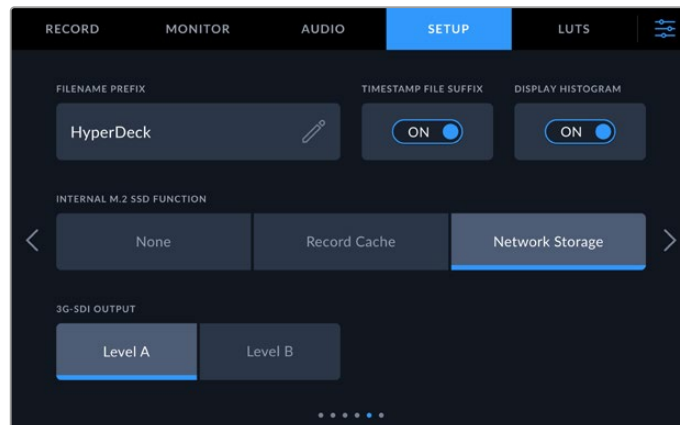 RECORD MONITOR AUDIO SETUP LUTS
FILENAME PREFIX TIMESTAMP FILE SUFFIX DISPLAY HISTOGRAM
HyperDeck ON ON
INTERNAL M.2 SSD FUNCTION
None Record Cache Network Storage
3G-SDI OUTPUT
Level A Level B